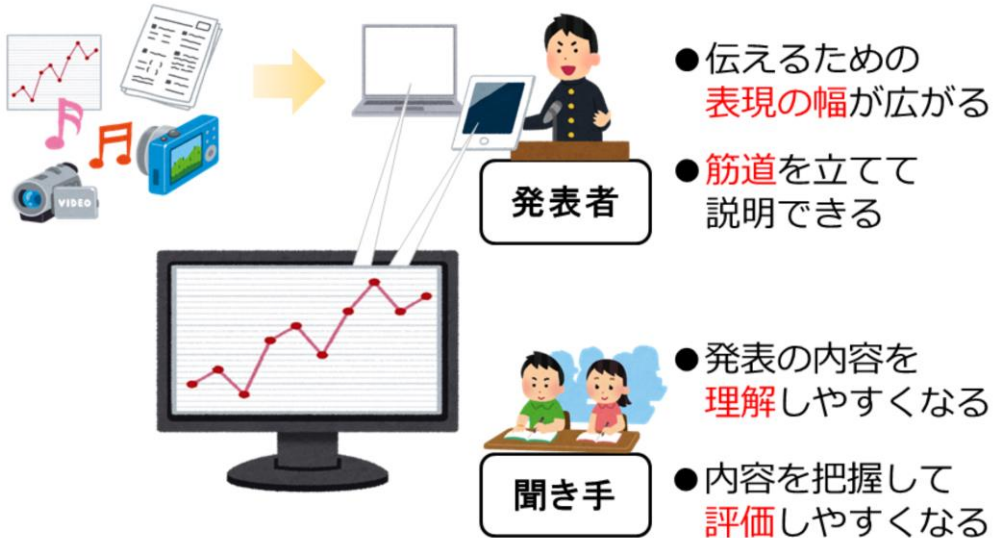 VIDEO
発表者
●伝えるための
表現の幅が広がる
●筋道を立てて
説明できる
聞き手
●発表の内容を
理解しやすくなる
●内容を把握して
評価しやすくなる